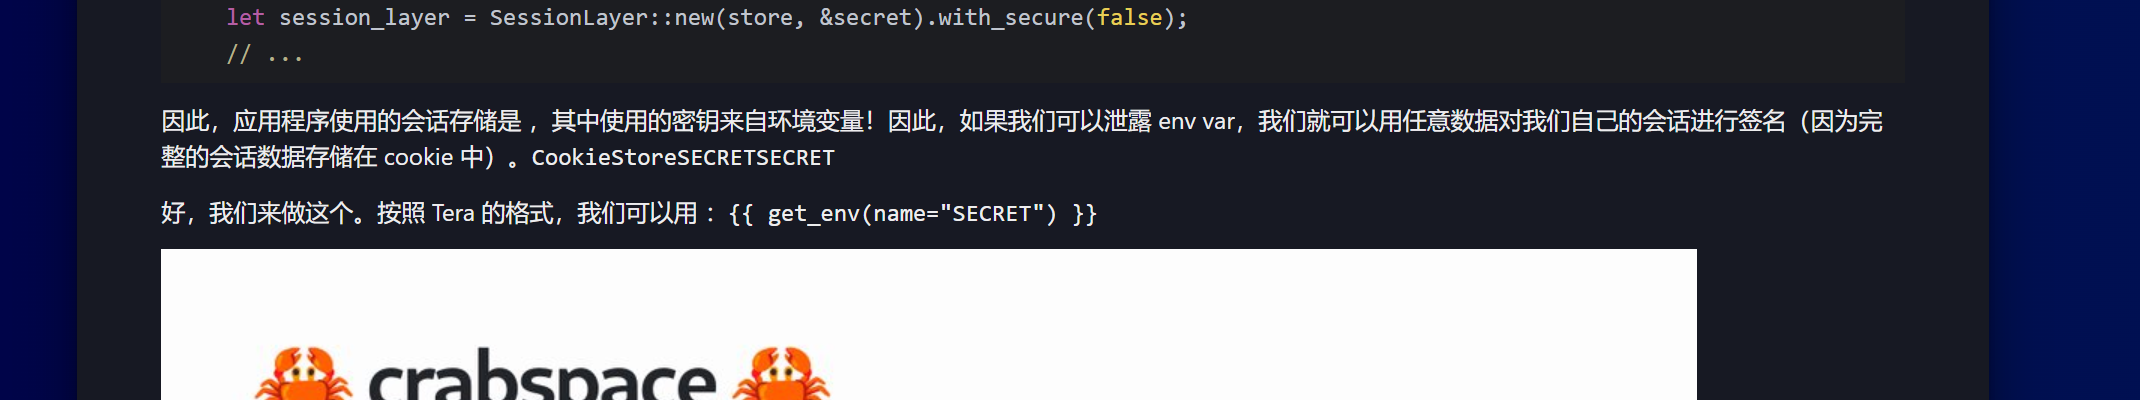 let session_layer = SessionLayer::new(store, &secret).with_secure(false);
// ...
因此，应用程序使用的会话存储是 ，其中使用的密钥来自环境变量！因此，如果我们可以泄露 env var，我们就可以用任意数据对我们自己的会话进行签名（因为完
整的会话数据存储在 cookie 中）。CookieStoreSECRETSECRET
好，我们来做这个。按照 Tera 的格式，我们可以用 ：{{ get_env(name="SECRET") }}
crabspace